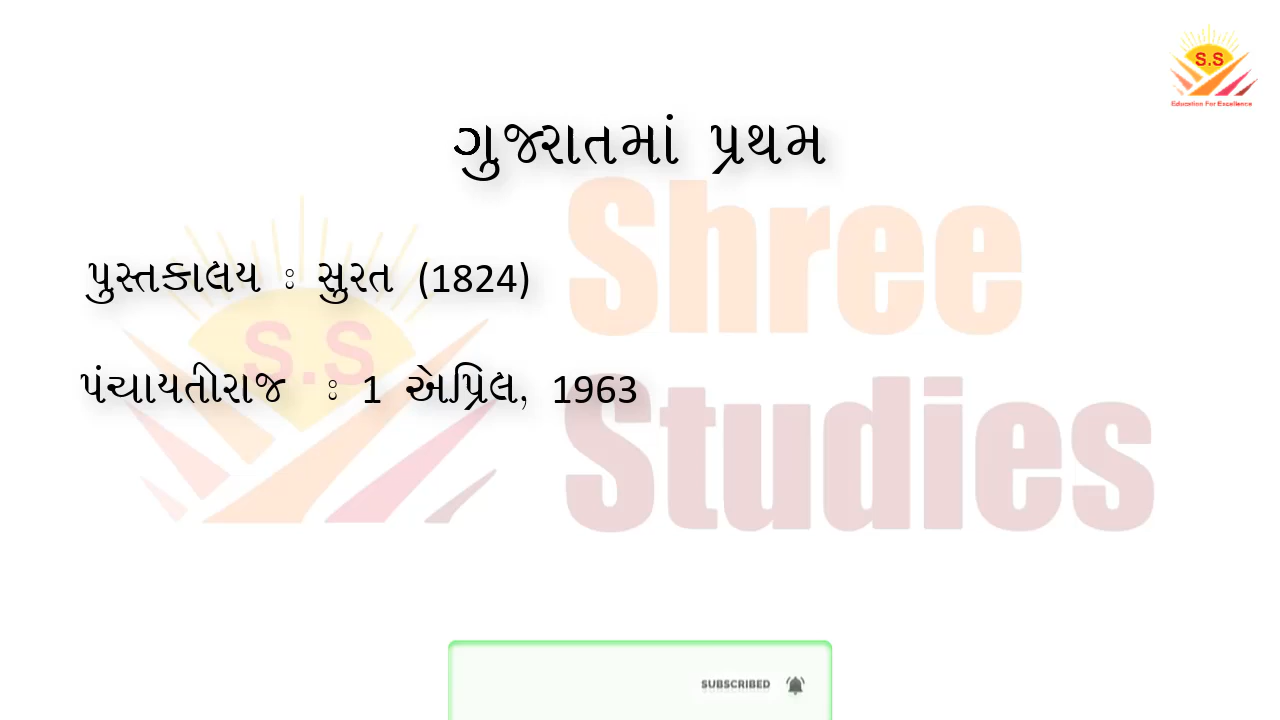 S.S
Education For Excellence
ગુજરાતમાં પ્રથમ
Shree
પુસ્તકાલય : સુરત (1824)
S.S
પંચાયતીરાજ : 1 એપ્રિલ, 1963
Studies
SUBSCRIBED